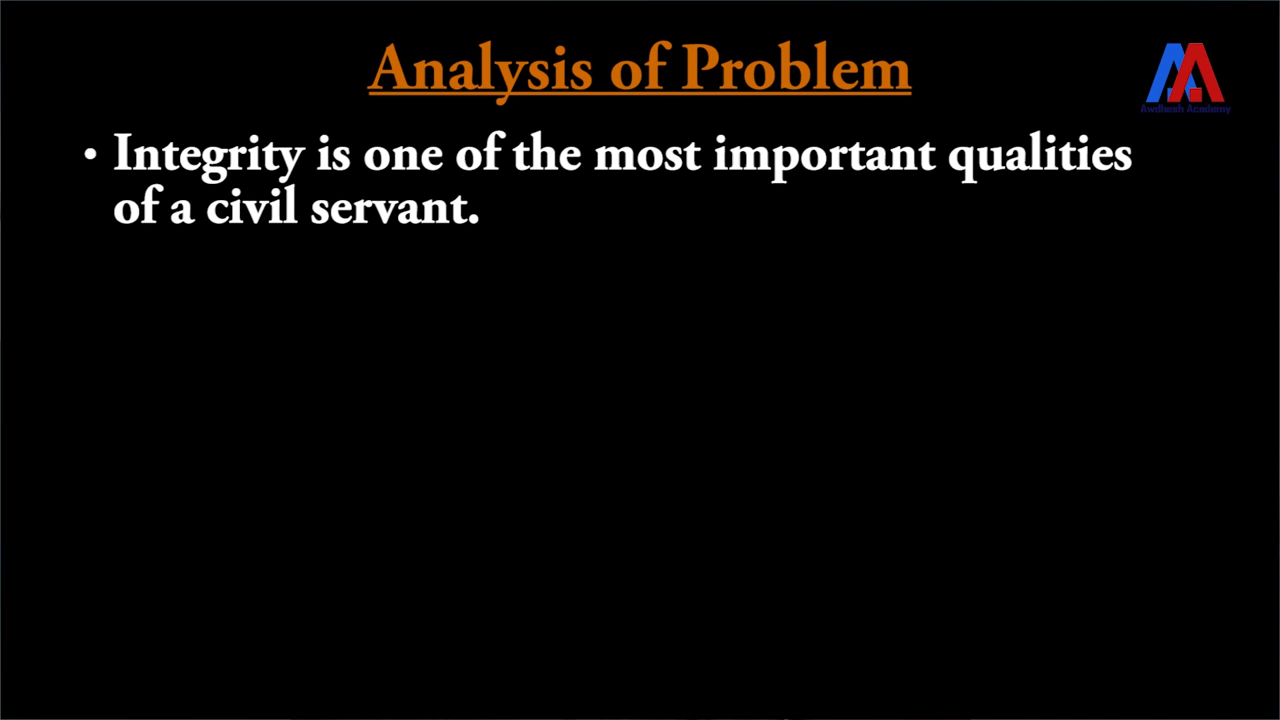 Analysis of Problem
Awdhesh Academy
• Integrity is one of the most important qualities
of a civil servant.